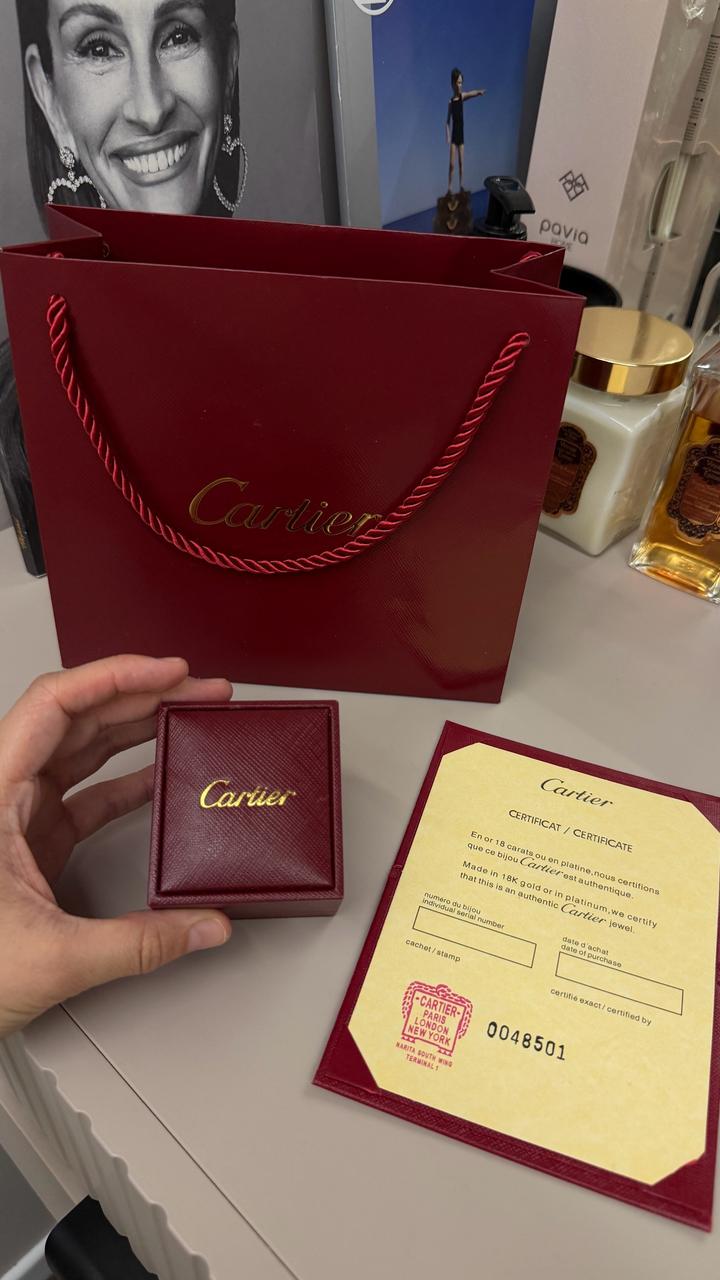 pavia
HOME
Cartier
Cartier
Cartier
CERTIFICAT / CERTIFICATE
En or 18 carats ou en platine,nous certifions
que ce bijou Cartier est authentique.
Made in 18K gold or in platinum,we certify
that this is an authentic Cartier jewel.
numéro du bijou
individual serial number
date d'achat
date of purchase
cachet / stamp
certifié exact / certified by
CARTIER
PARIS
LONDON
NEW YORK
NARITA SOUTH WING
TERMINAL 1
0048501